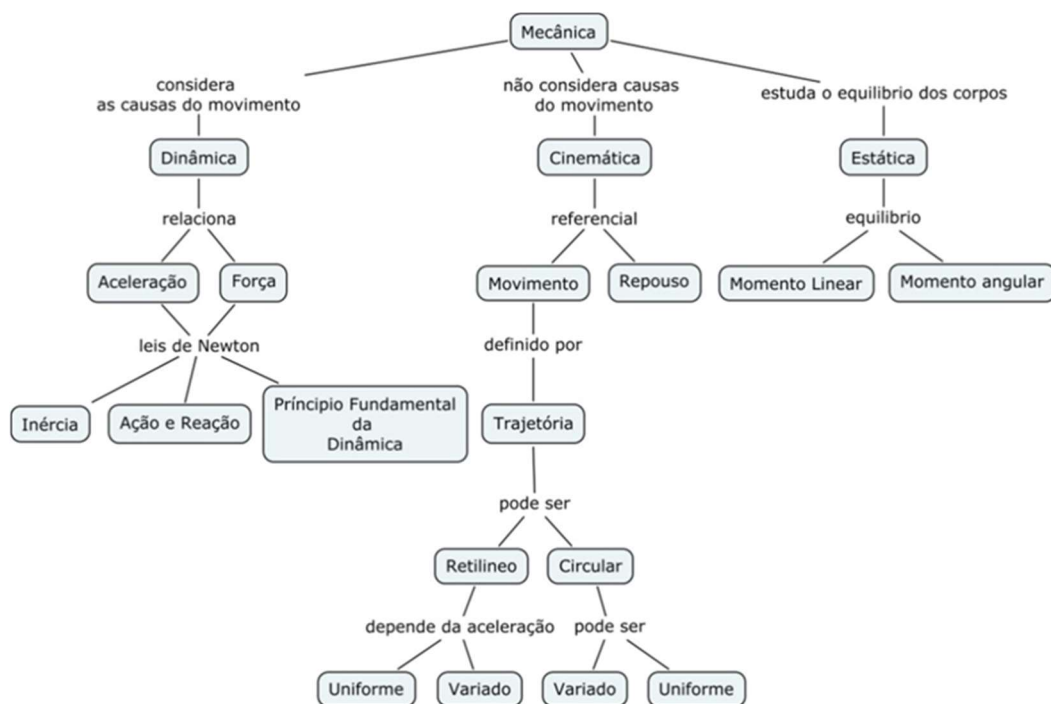 Mecânica
considera
as causas do movimento
não considera causas
do movimento
estuda o equilibrio dos corpos
Dinâmica
Cinemática
Estática
relaciona
referencial
equilibrio
Aceleração
Força
Movimento
Repouso
Momento Linear
Momento angular
leis de Newton
definido por
Inércia
Ação e Reação
Príncipio Fundamental
da
Dinâmica
Trajetória
pode ser
Retilineo
Circular
depende da aceleração
pode ser
Uniforme
Variado
Variado
Uniforme